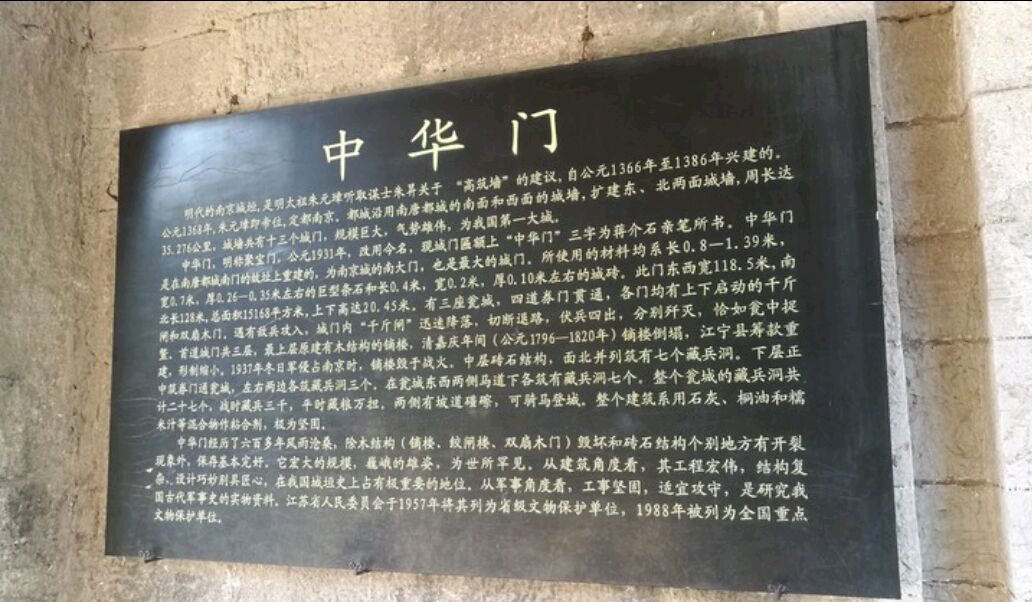 中华门
明代的南京城垣,是明太祖朱元璋听取谋士朱昇关于 “高筑墙”的建议,自公元1366年至1386年兴建的。
公元1368年,朱元璋即帝位,定都南京。都城沿用南唐都城的南面和西面的城墙,扩建东、北两面城墙,周长达
35.276公里,城墙共有十三个城门,规模巨大,气势雄伟,为我国第一大城。
中华门,明称聚宝门,公元1931年,改用今名,现城门匾额上“中华门”三字为蒋介石亲笔所书。中华门
是在南唐都城南门的故址上重建的,为南京城的南大门,也是最大的城门。所使用的材料均系长0.8—1.39米,
宽0.7米,厚0.26—0.35米左右的巨型条石和长0.4米,宽0.2米,厚0.10米左右的城砖。此门东西宽118.5米,南
北长128米,总面积15168平方米,上下高达20.45米。有三座瓮城,四道券门贯通,各门均有上下启动的千斤
闸和双扇木门,遇有敌兵攻入,城门内“千斤闸”迅速降落,切断退路,伏兵四出,分别歼灭,恰如瓮中捉
鳖,首道城门共三层,最上层原建有木结构的镝楼,清嘉庆年间(公元1796—1820年)镝楼倒塌,江宁县筹款重
建,形制缩小。1937年冬日军侵占南京时,镝楼毁于战火。中层砖石结构,面北并列筑有七个藏兵洞。下层正
中筑券门通瓮城,左右两边各筑藏兵洞三个。在瓮城东西两侧马道下各筑有藏兵洞七个。整个瓮城的藏兵洞共
计二十七个,战时藏兵三千,平时藏粮万担。两侧有坡道礓磜,可骑马登城。整个建筑系用石灰、桐油和糯
米汁等混合物作粘合剂,极为坚固。
中华门经历了六百多年风雨沧桑,除木结构(镝楼、绞闸楼、双扇木门)毁坏和砖石结构个别地方有开裂
现象外,保存基本完好。它宏大的规模,巍峨的雄姿,为世所罕见。从建筑角度看,其工程宏伟,结构复
杂,设计巧妙别具匠心,在我国城垣史上占有极重要的地位。从军事角度看,工事坚固,适宜攻守,是研究我
国古代军事史的实物资料。江苏省人民委员会于1957年将其列为省级文物保护单位,1988年被列为全国重点
文物保护单位。